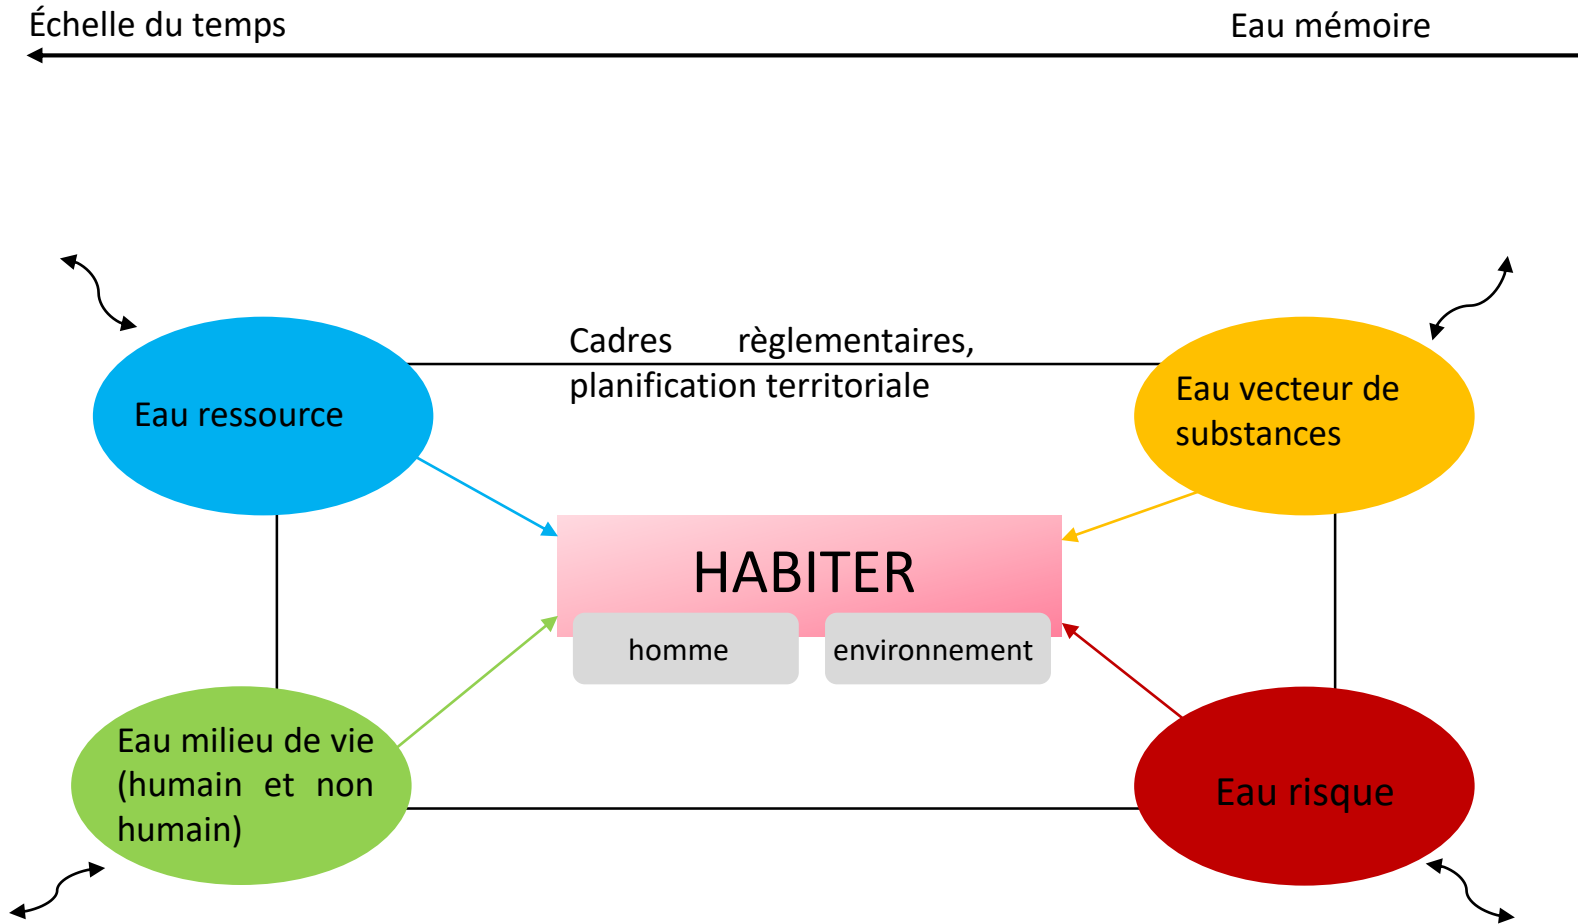 Échelle du temps
Eau mémoire
Cadres règlementaires,
planification territoriale
Eau ressource
Eau vecteur de
substances
HABITER
homme
environnement
Eau milieu de vie
(humain et non
humain)
Eau risque